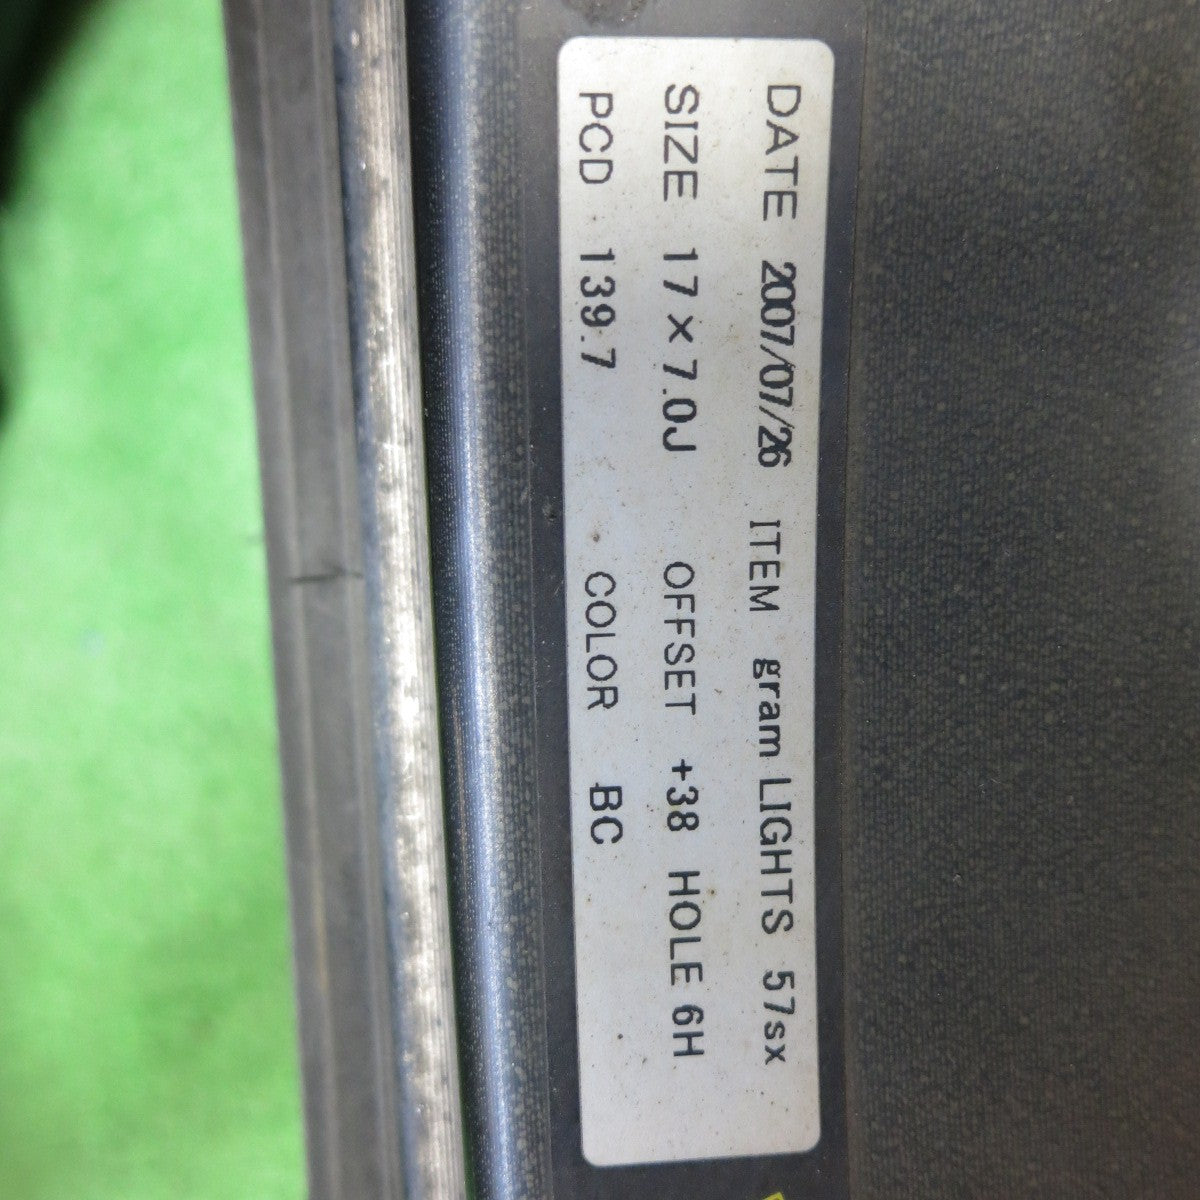 DATE 2007/07/26 ITEM gram LIGHTS 57sx
SIZE 17×7.0J OFFSET +38 HOLE 6H
PCD 139.7 COLOR BC